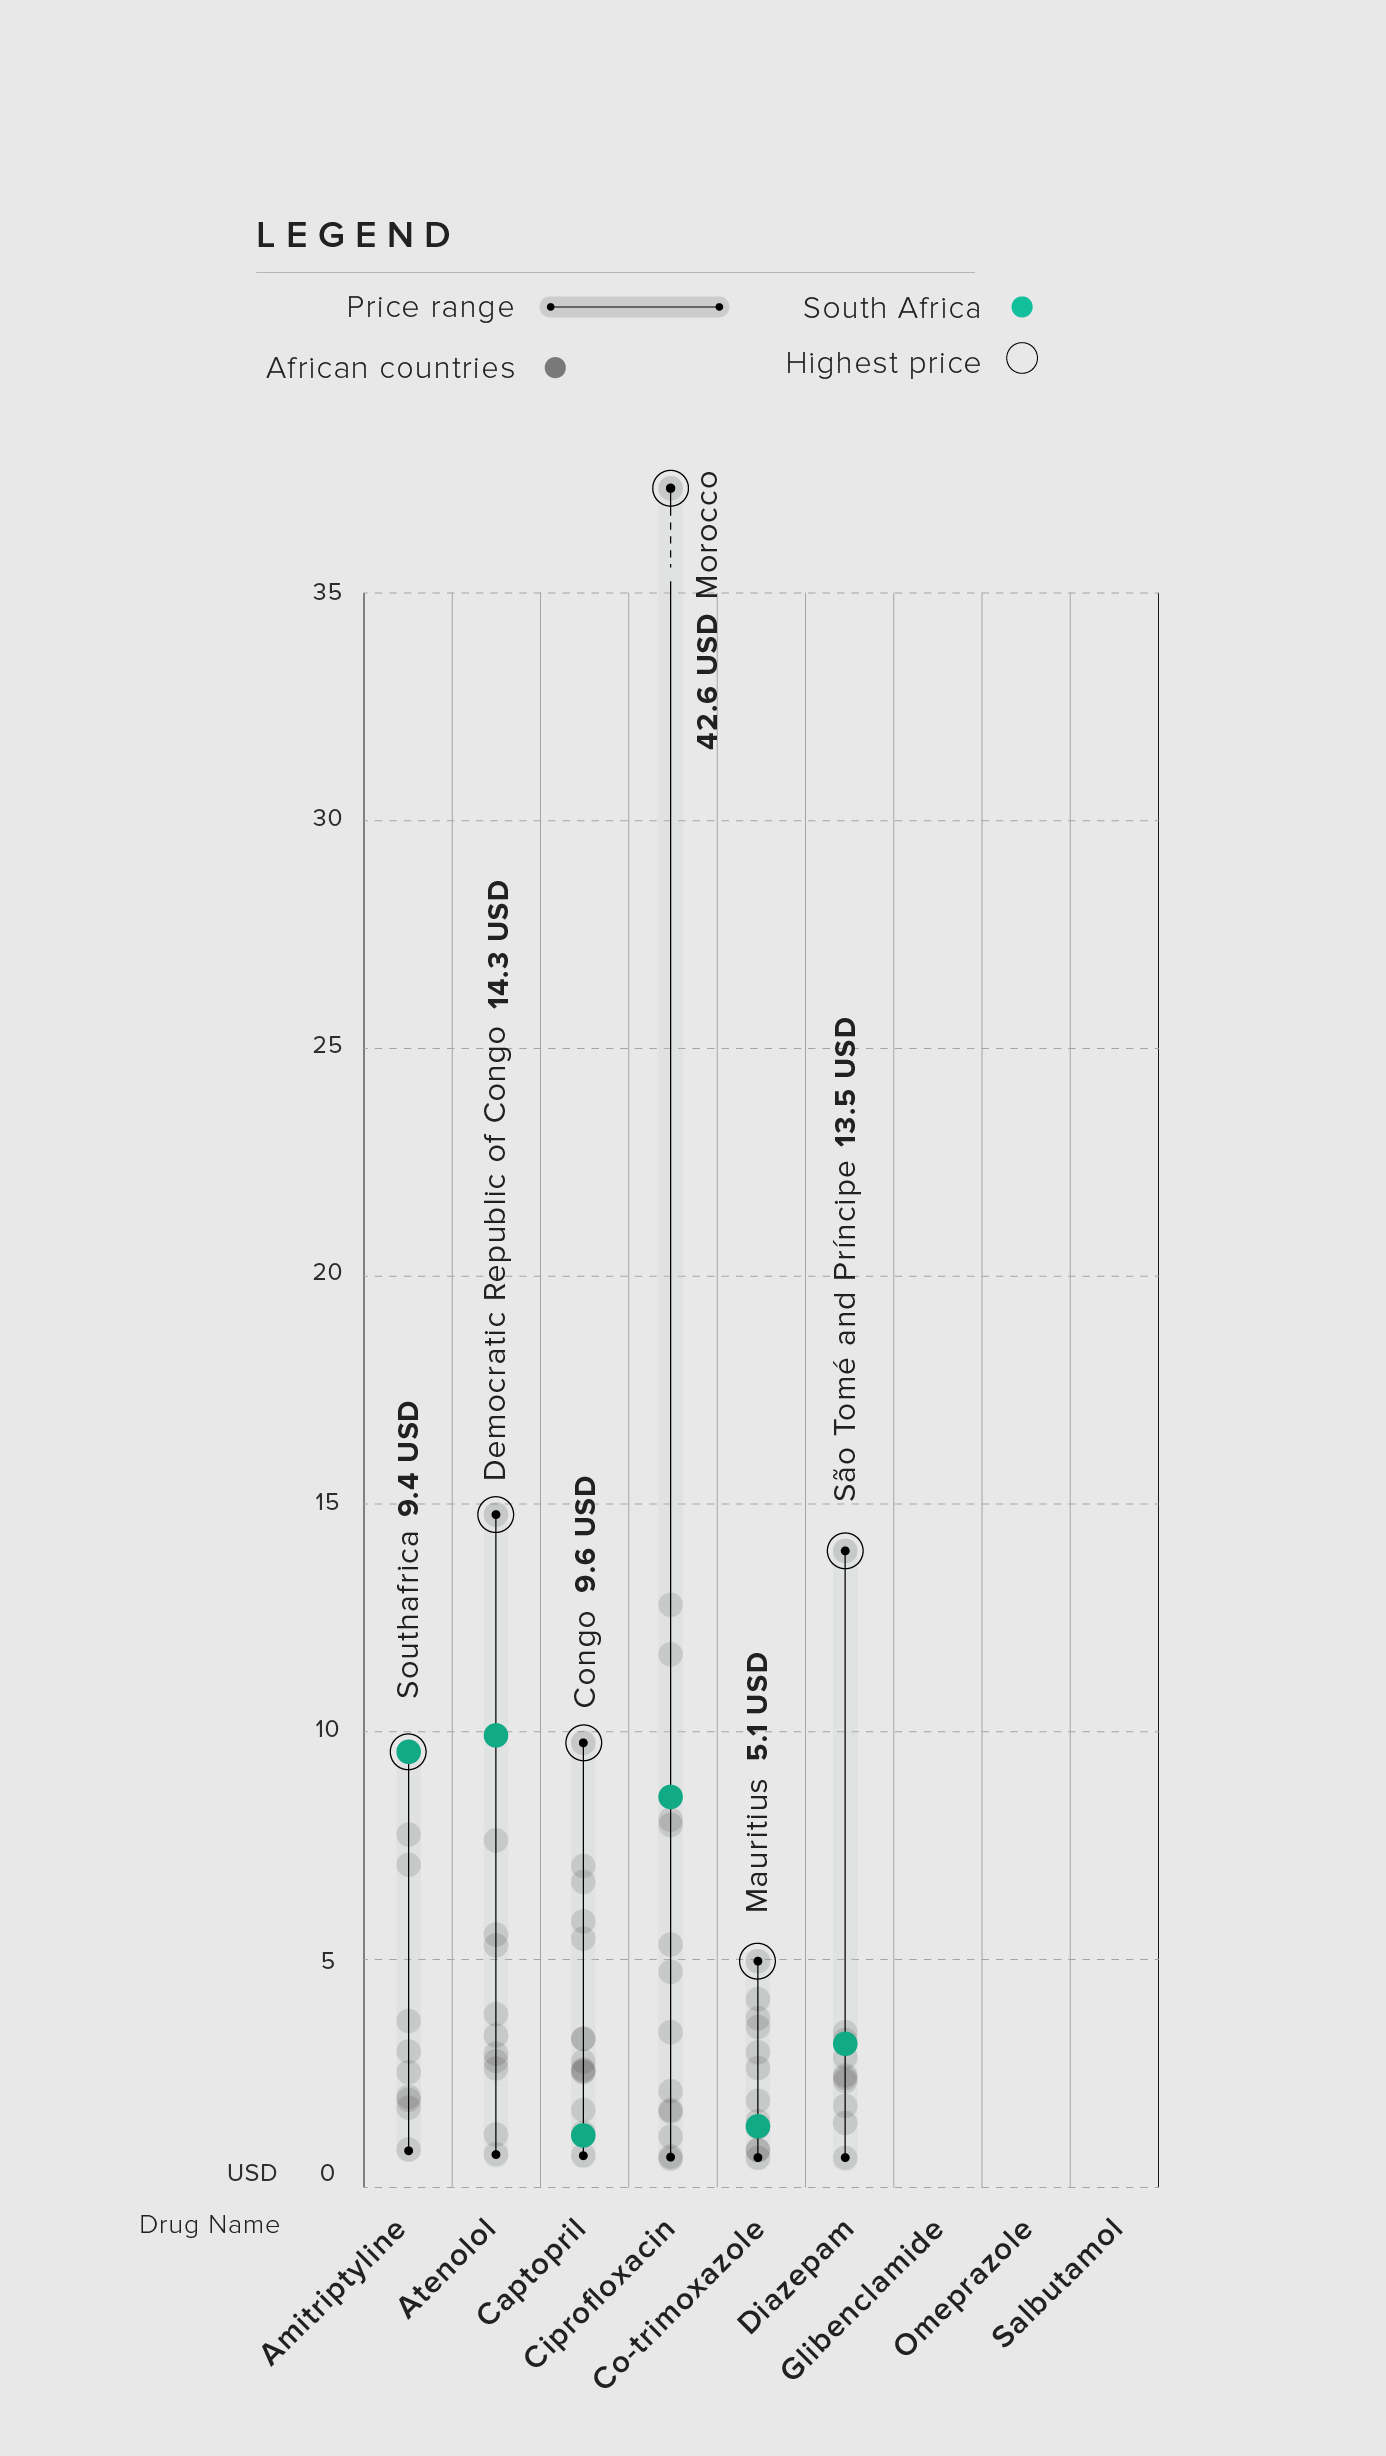 LEGEND
Price range
South Africa
African countries
Highest price
42.6 USD Morocco
35
30
Democratic Republic of Congo 14.3 USD
25
São Tomé and Príncipe 13.5 USD
20
Southafrica 9.4 USD
Congo 9.6 USD
15
Mauritius 5.1 USD
10
5
USD 0
Drug Name
Amitriptyline
Atenolol
Captopril
Ciprofloxacin
Co-trimoxazole
Diazepam
Glibenclamide
Omeprazole
Salbutamol